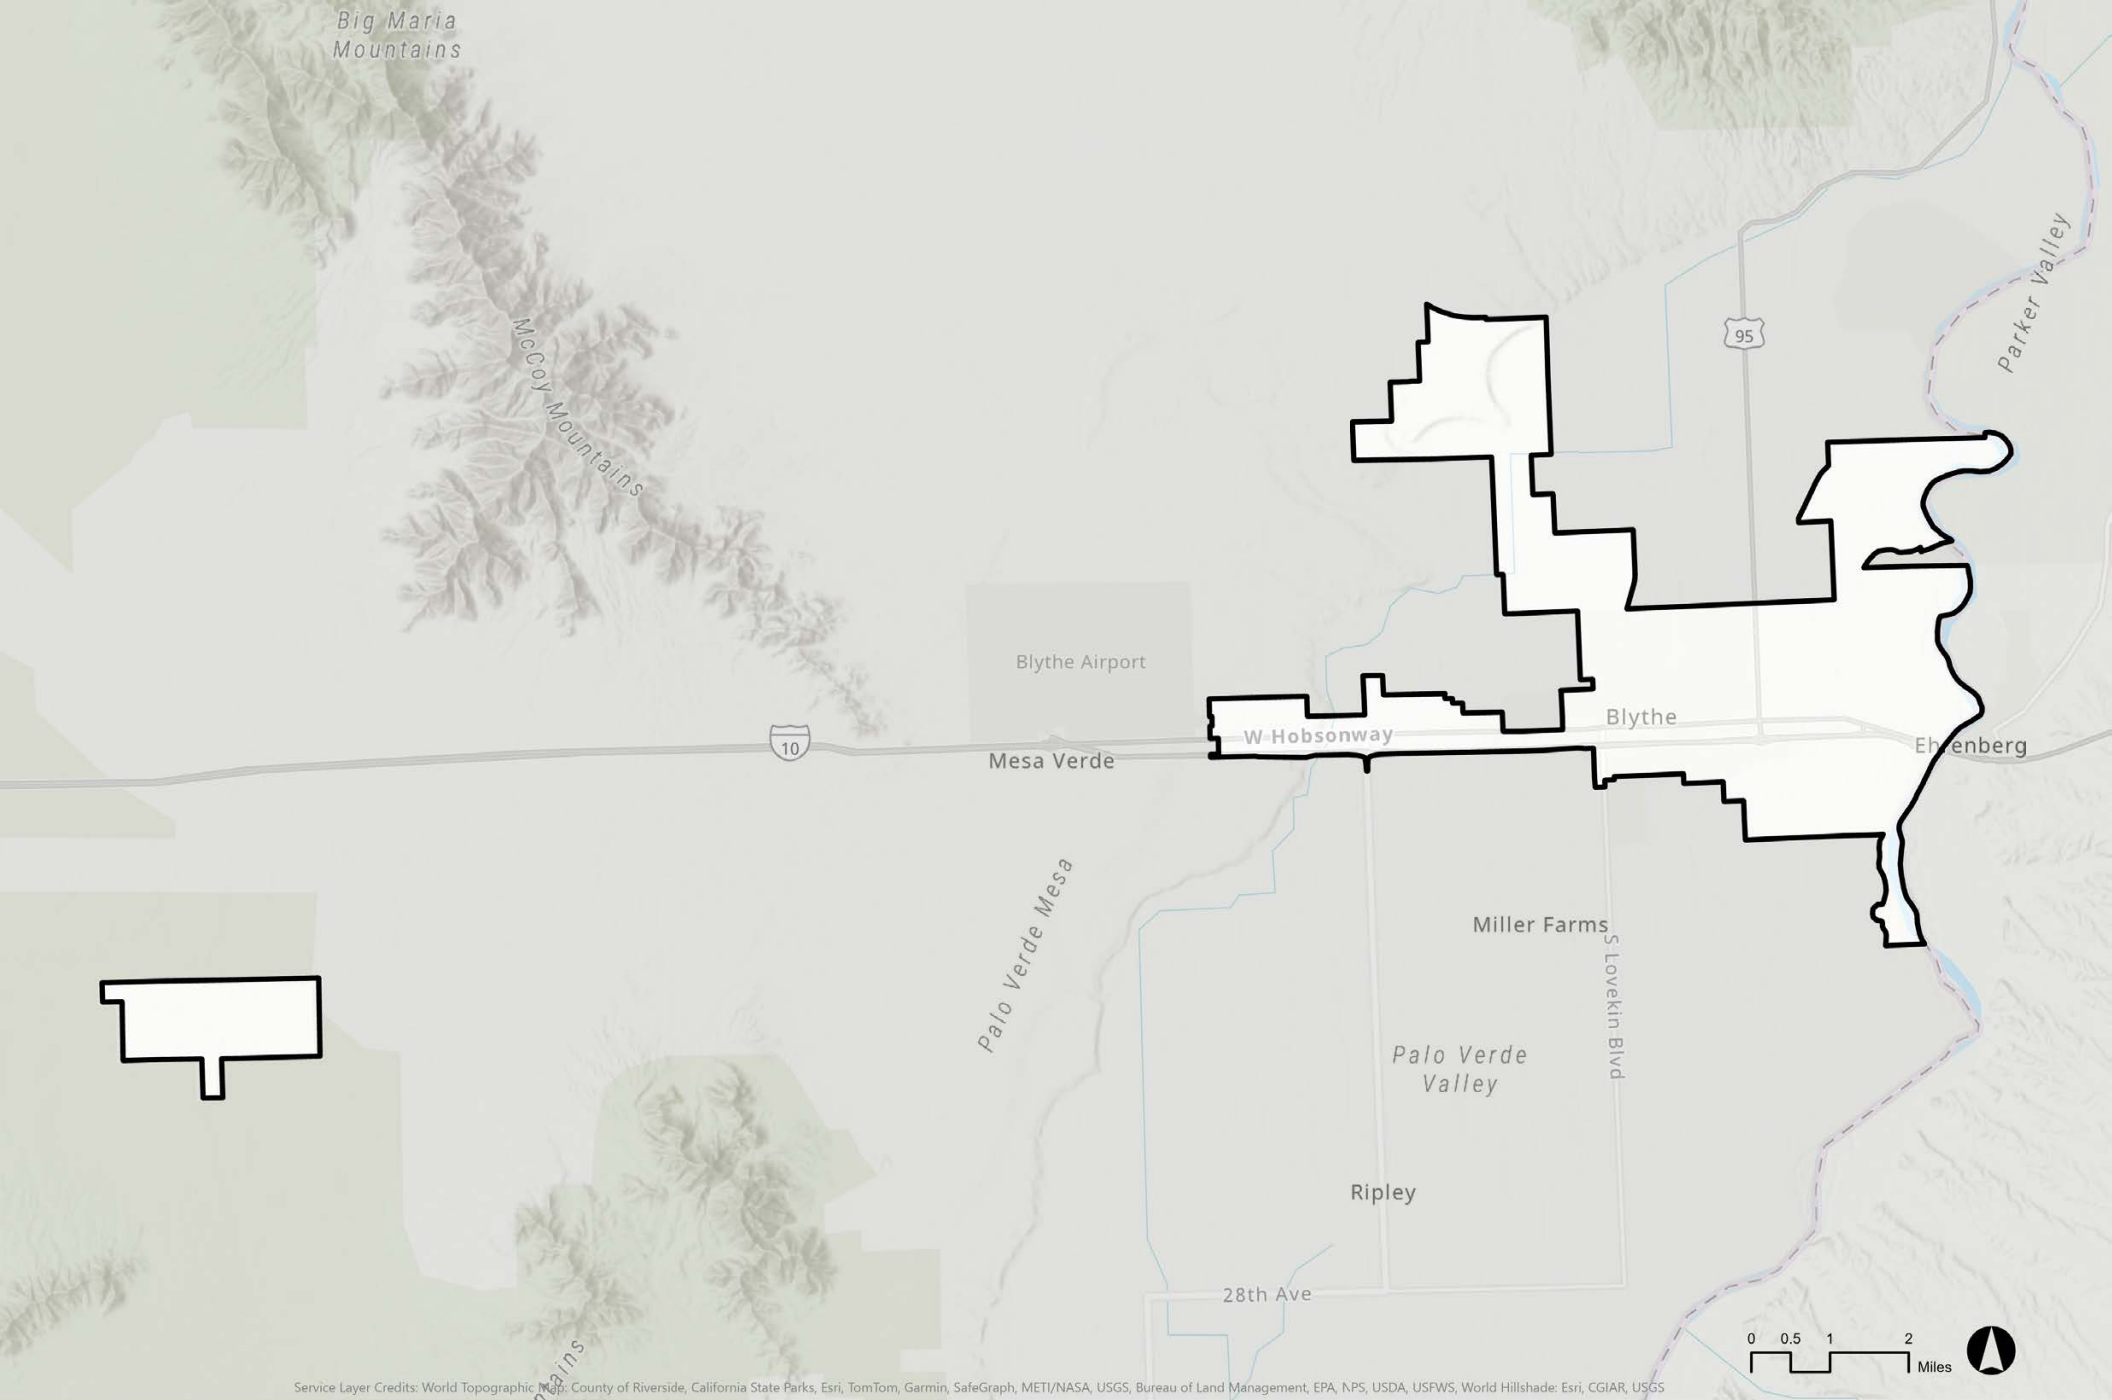 Big Maria
Mountains
McCoy Mountains
Parker Valley
95
Blythe Airport
10
W Hobsonway
Blythe
Mesa Verde
Ehrenberg
Palo Verde Mesa
Miller Farms
S Lovekin Blvd
Palo Verde
Valley
Ripley
28th Ave
ntains
0 0.5 1 2
Miles
Service Layer Credits: World Topographic Map: County of Riverside, California State Parks, Esri, TomTom, Garmin, SafeGraph, METI/NASA, USGS, Bureau of Land Management, EPA, NPS, USDA, USFWS, World Hillshade: Esri, CGIAR, USGS